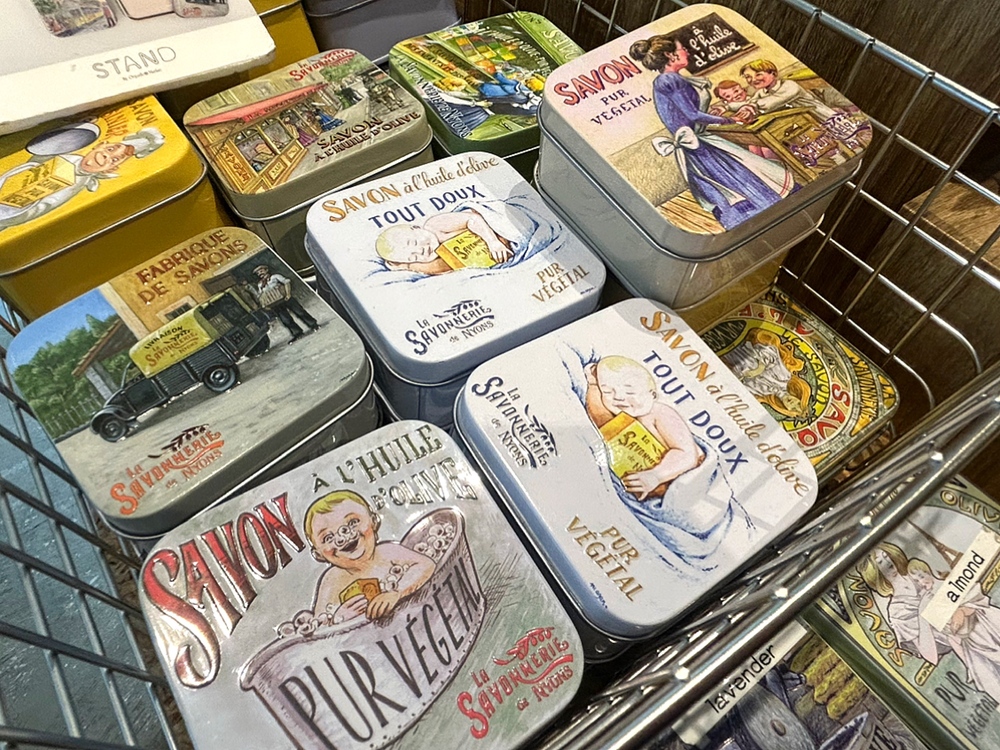 STAND
SAVON
À L'HUILE D'OLIVE
SAVON
PUR
VÉGÉTAL
à
l'huile
d'olive
SAVON à l'huile d'olive
TOUT DOUX
PUR
VÉGÉTAL
La
SAVONNERIE
de NYONS
FABRIQUE
DE SAVONS
LIVRAISON
La
SAVONNERIE
de NYONS
SAVON à l'huile d'olive
TOUT DOUX
La
SAVONNERIE
de NYONS
PUR
VÉGÉTAL
À L'HUILE
D'OLIVE
SAVON
PUR VÉGÉTAL
La
SAVONNERIE
de NYONS
almond
PUR
lavender